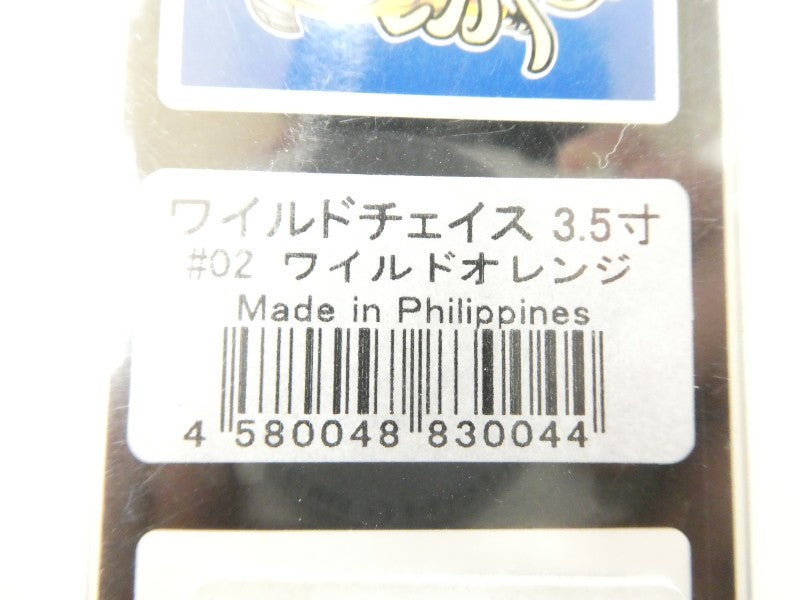 ワイルドチェイス 3.5寸
#02 ワイルドオレンジ
Made in Philippines
4 580048 830044